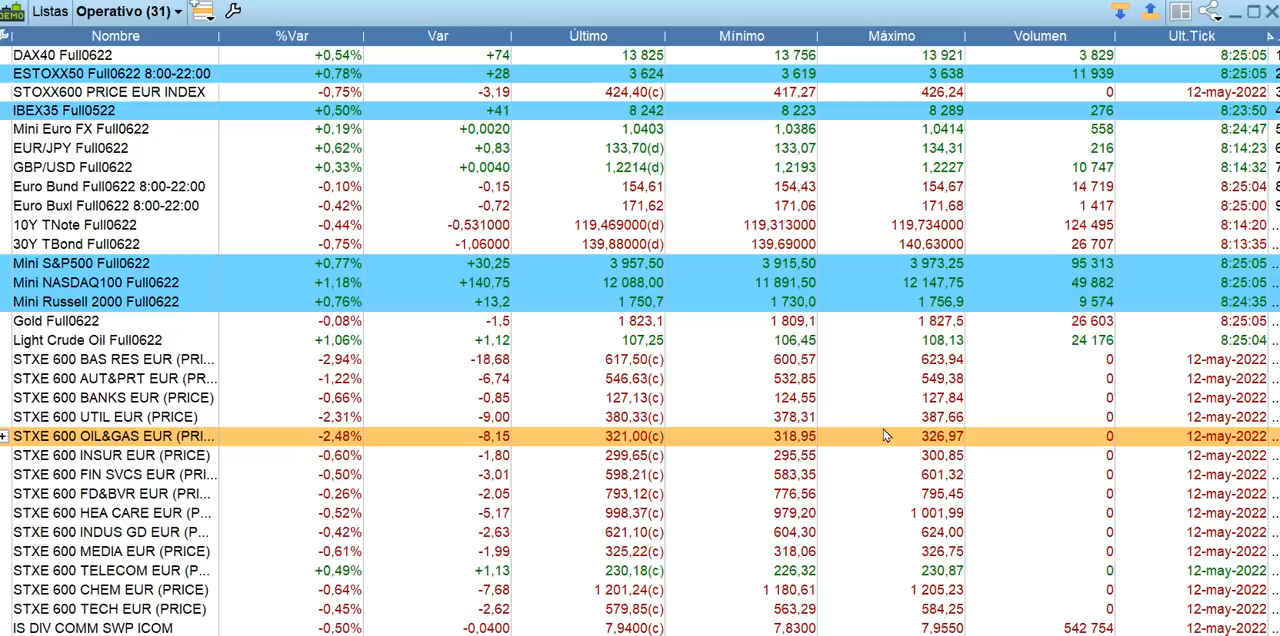 DEMO Listas Operativo (31)
Nombre %Var Var Último Mínimo Máximo Volumen Ult.Tick
DAX40 Full0622 +0,54% +74 13 825 13 756 13 921 3 829 8:25:05
ESTOXX50 Full0622 8:00-22:00 +0,78% +28 3 624 3 619 3 638 11 939 8:25:05
STOXX600 PRICE EUR INDEX -0,75% -3,19 424,40(c) 417,27 426,24 0 12-may-2022
IBEX35 Full0522 +0,50% +41 8 242 8 223 8 289 276 8:23:50
Mini Euro FX Full0622 +0,19% +0,0020 1,0403 1,0386 1,0414 558 8:24:47
EUR/JPY Full0622 +0,62% +0,83 133,70(d) 133,07 134,31 216 8:14:23
GBP/USD Full0622 +0,33% +0,0040 1,2214(d) 1,2193 1,2227 10 747 8:14:32
Euro Bund Full0622 8:00-22:00 -0,10% -0,15 154,61 154,43 154,67 14 719 8:25:04
Euro Buxl Full0622 8:00-22:00 -0,42% -0,72 171,62 171,06 171,68 1 417 8:25:00
10Y TNote Full0622 -0,44% -0,531000 119,469000(d) 119,313000 119,734000 124 495 8:14:20
30Y TBond Full0622 -0,75% -1,06000 139,88000(d) 139,69000 140,63000 26 707 8:13:35
Mini S&P500 Full0622 +0,77% +30,25 3 957,50 3 915,50 3 973,25 95 313 8:25:05
Mini NASDAQ100 Full0622 +1,18% +140,75 12 088,00 11 891,50 12 147,75 49 882 8:25:05
Mini Russell 2000 Full0622 +0,76% +13,2 1 750,7 1 730,0 1 756,9 9 574 8:24:35
Gold Full0622 -0,08% -1,5 1 823,1 1 809,1 1 827,5 26 603 8:25:05
Light Crude Oil Full0622 +1,06% +1,12 107,25 106,45 108,13 24 176 8:25:04
STXE 600 BAS RES EUR (PRI... -2,94% -18,68 617,50(c) 600,57 623,94 0 12-may-2022
STXE 600 AUT&PRT EUR (PR... -1,22% -6,74 546,63(c) 532,85 549,38 0 12-may-2022
STXE 600 BANKS EUR (PRICE) -0,66% -0,85 127,13(c) 124,55 127,84 0 12-may-2022
STXE 600 UTIL EUR (PRICE) -2,31% -9,00 380,33(c) 378,31 387,66 0 12-may-2022
STXE 600 OIL&GAS EUR (PRI... -2,48% -8,15 321,00(c) 318,95 326,97 0 12-may-2022
STXE 600 INSUR EUR (PRICE) -0,60% -1,80 299,65(c) 295,55 300,85 0 12-may-2022
STXE 600 FIN SVCS EUR (PRI... -0,50% -3,01 598,21(c) 583,35 601,32 0 12-may-2022
STXE 600 FD&BVR EUR (PRI... -0,26% -2,05 793,12(c) 776,56 795,45 0 12-may-2022
STXE 600 HEA CARE EUR (P... -0,52% -5,17 998,37(c) 979,20 1 001,99 0 12-may-2022
STXE 600 INDUS GD EUR (P... -0,42% -2,63 621,10(c) 604,30 624,00 0 12-may-2022
STXE 600 MEDIA EUR (PRICE) -0,61% -1,99 325,22(c) 318,06 326,75 0 12-may-2022
STXE 600 TELECOM EUR (P... +0,49% +1,13 230,18(c) 226,32 230,87 0 12-may-2022
STXE 600 CHEM EUR (PRICE) -0,64% -7,68 1 201,24(c) 1 180,61 1 205,23 0 12-may-2022
STXE 600 TECH EUR (PRICE) -0,45% -2,62 579,85(c) 563,29 584,25 0 12-may-2022
IS DIV COMM SWP ICOM -0,50% -0,0400 7,9400(c) 7,8300 7,9550 542 754 12-may-2022